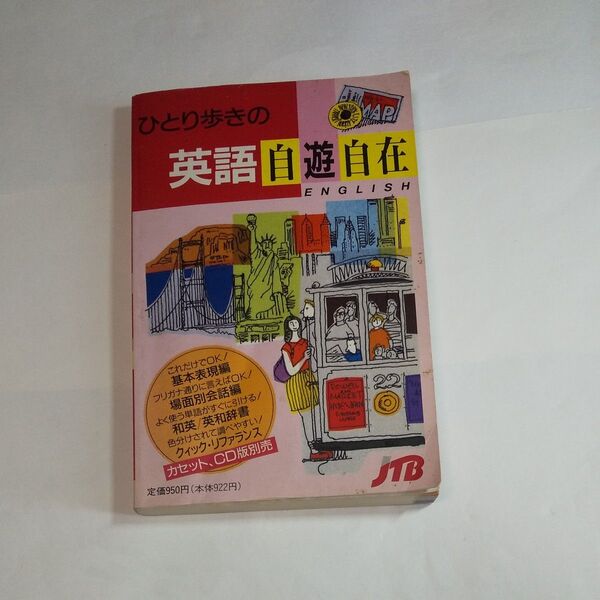 MAP
ひとり歩きの
英語自遊自在
ENGLISH
これだけでOK!
基本表現編
フリガナ通りに言えばOK!
場面別会話編
よく使う単語がすぐに引ける!
和英/英和辞書
色分けされて調べやすい!
クイック・リファランス
カセット、CD版別売
22
定価950円(本体922円)
JTB